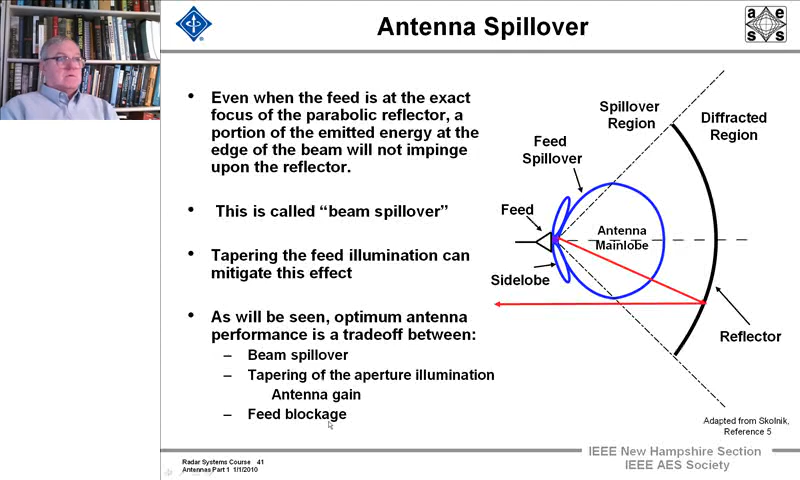 Antenna Spillover
a e
s s
• Even when the feed is at the exact
focus of the parabolic reflector, a
portion of the emitted energy at the
edge of the beam will not impinge
upon the reflector.
• This is called “beam spillover”
• Tapering the feed illumination can
mitigate this effect
• As will be seen, optimum antenna
performance is a tradeoff between:
– Beam spillover
– Tapering of the aperture illumination
Antenna gain
– Feed blockage
Spillover
Region
Diffracted
Region
Feed
Spillover
Feed
Antenna
Mainlobe
Sidelobe
Reflector
Adapted from Skolnik,
Reference 5
Radar Systems Course 41
Antennas Part 1 1/1/2010
IEEE New Hampshire Section
IEEE AES Society